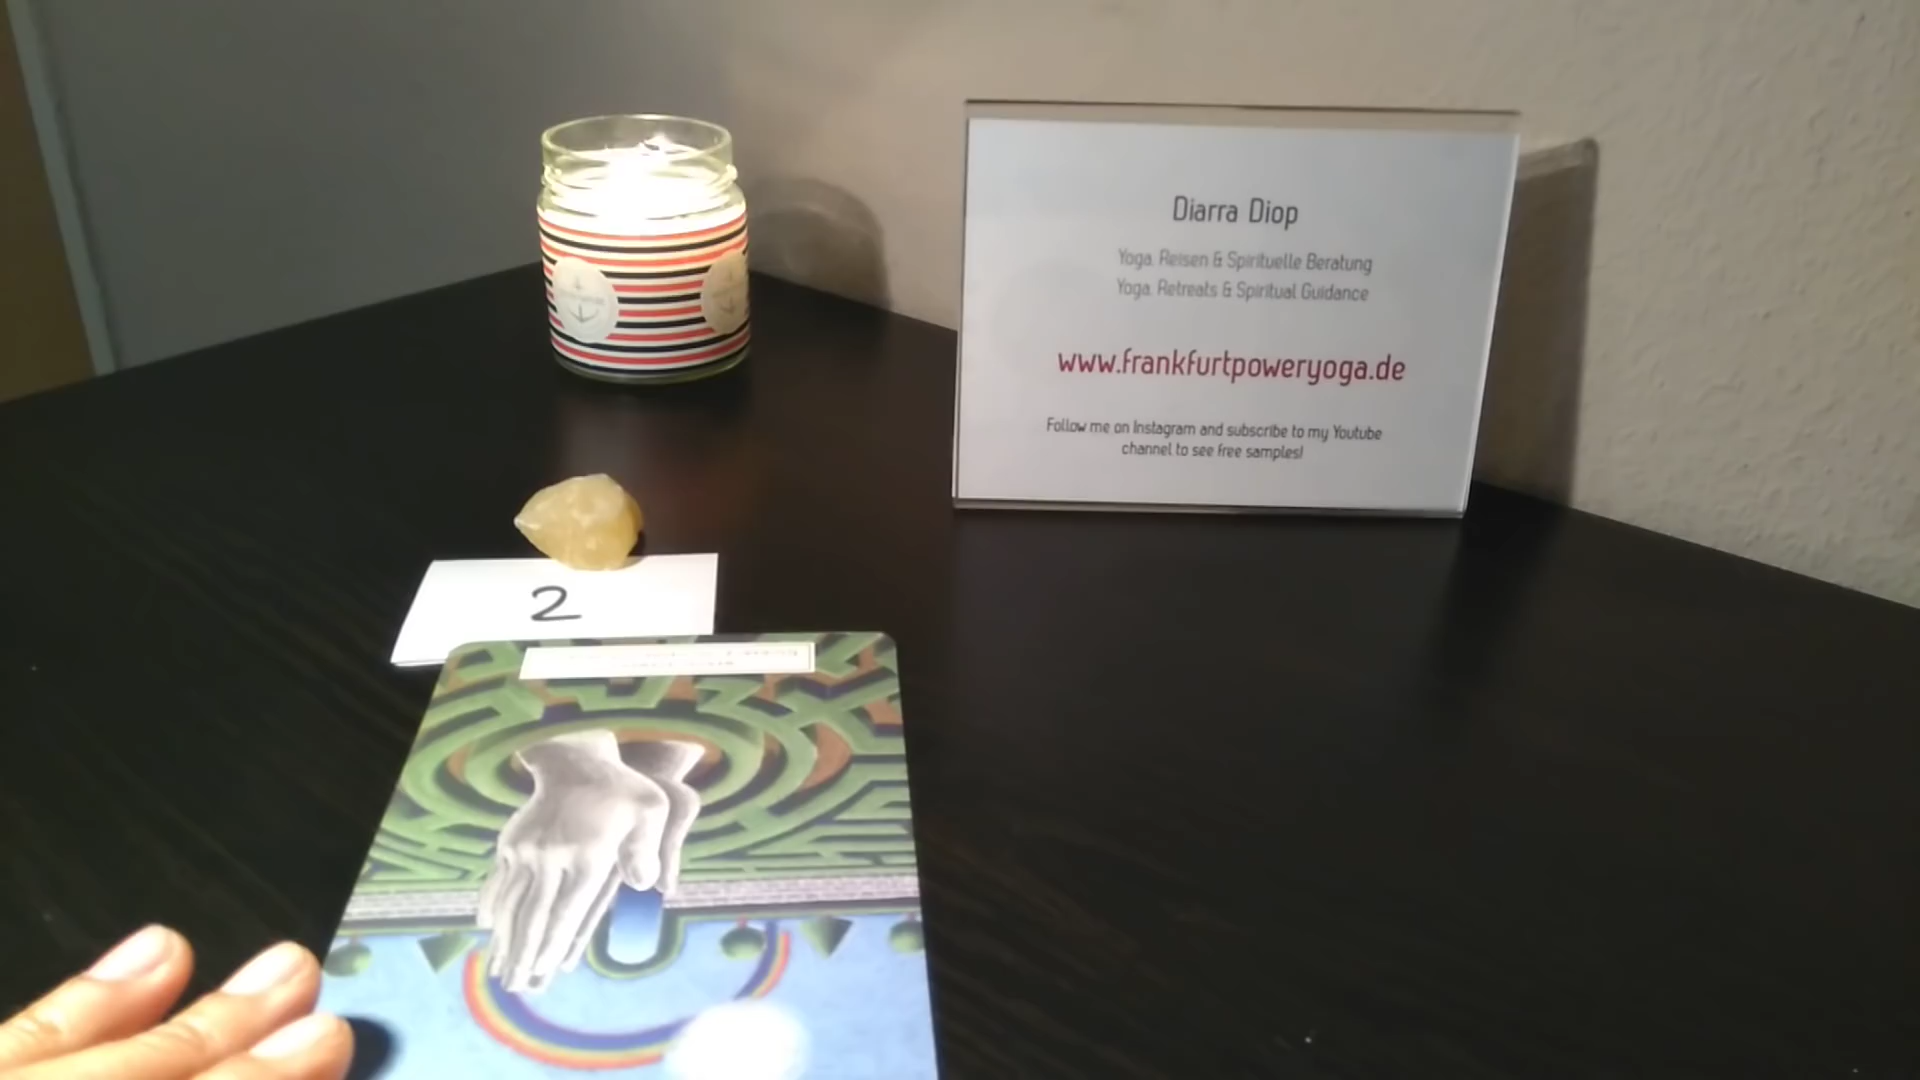 Diarra Diop
Yoga. Reisen & Spirituelle Beratung
Yoga. Retreats & Spiritual Guidance
www.frankfurtpoweryoga.de
Follow me on Instagram and subscribe to my Youtube
channel to see free samples!
2